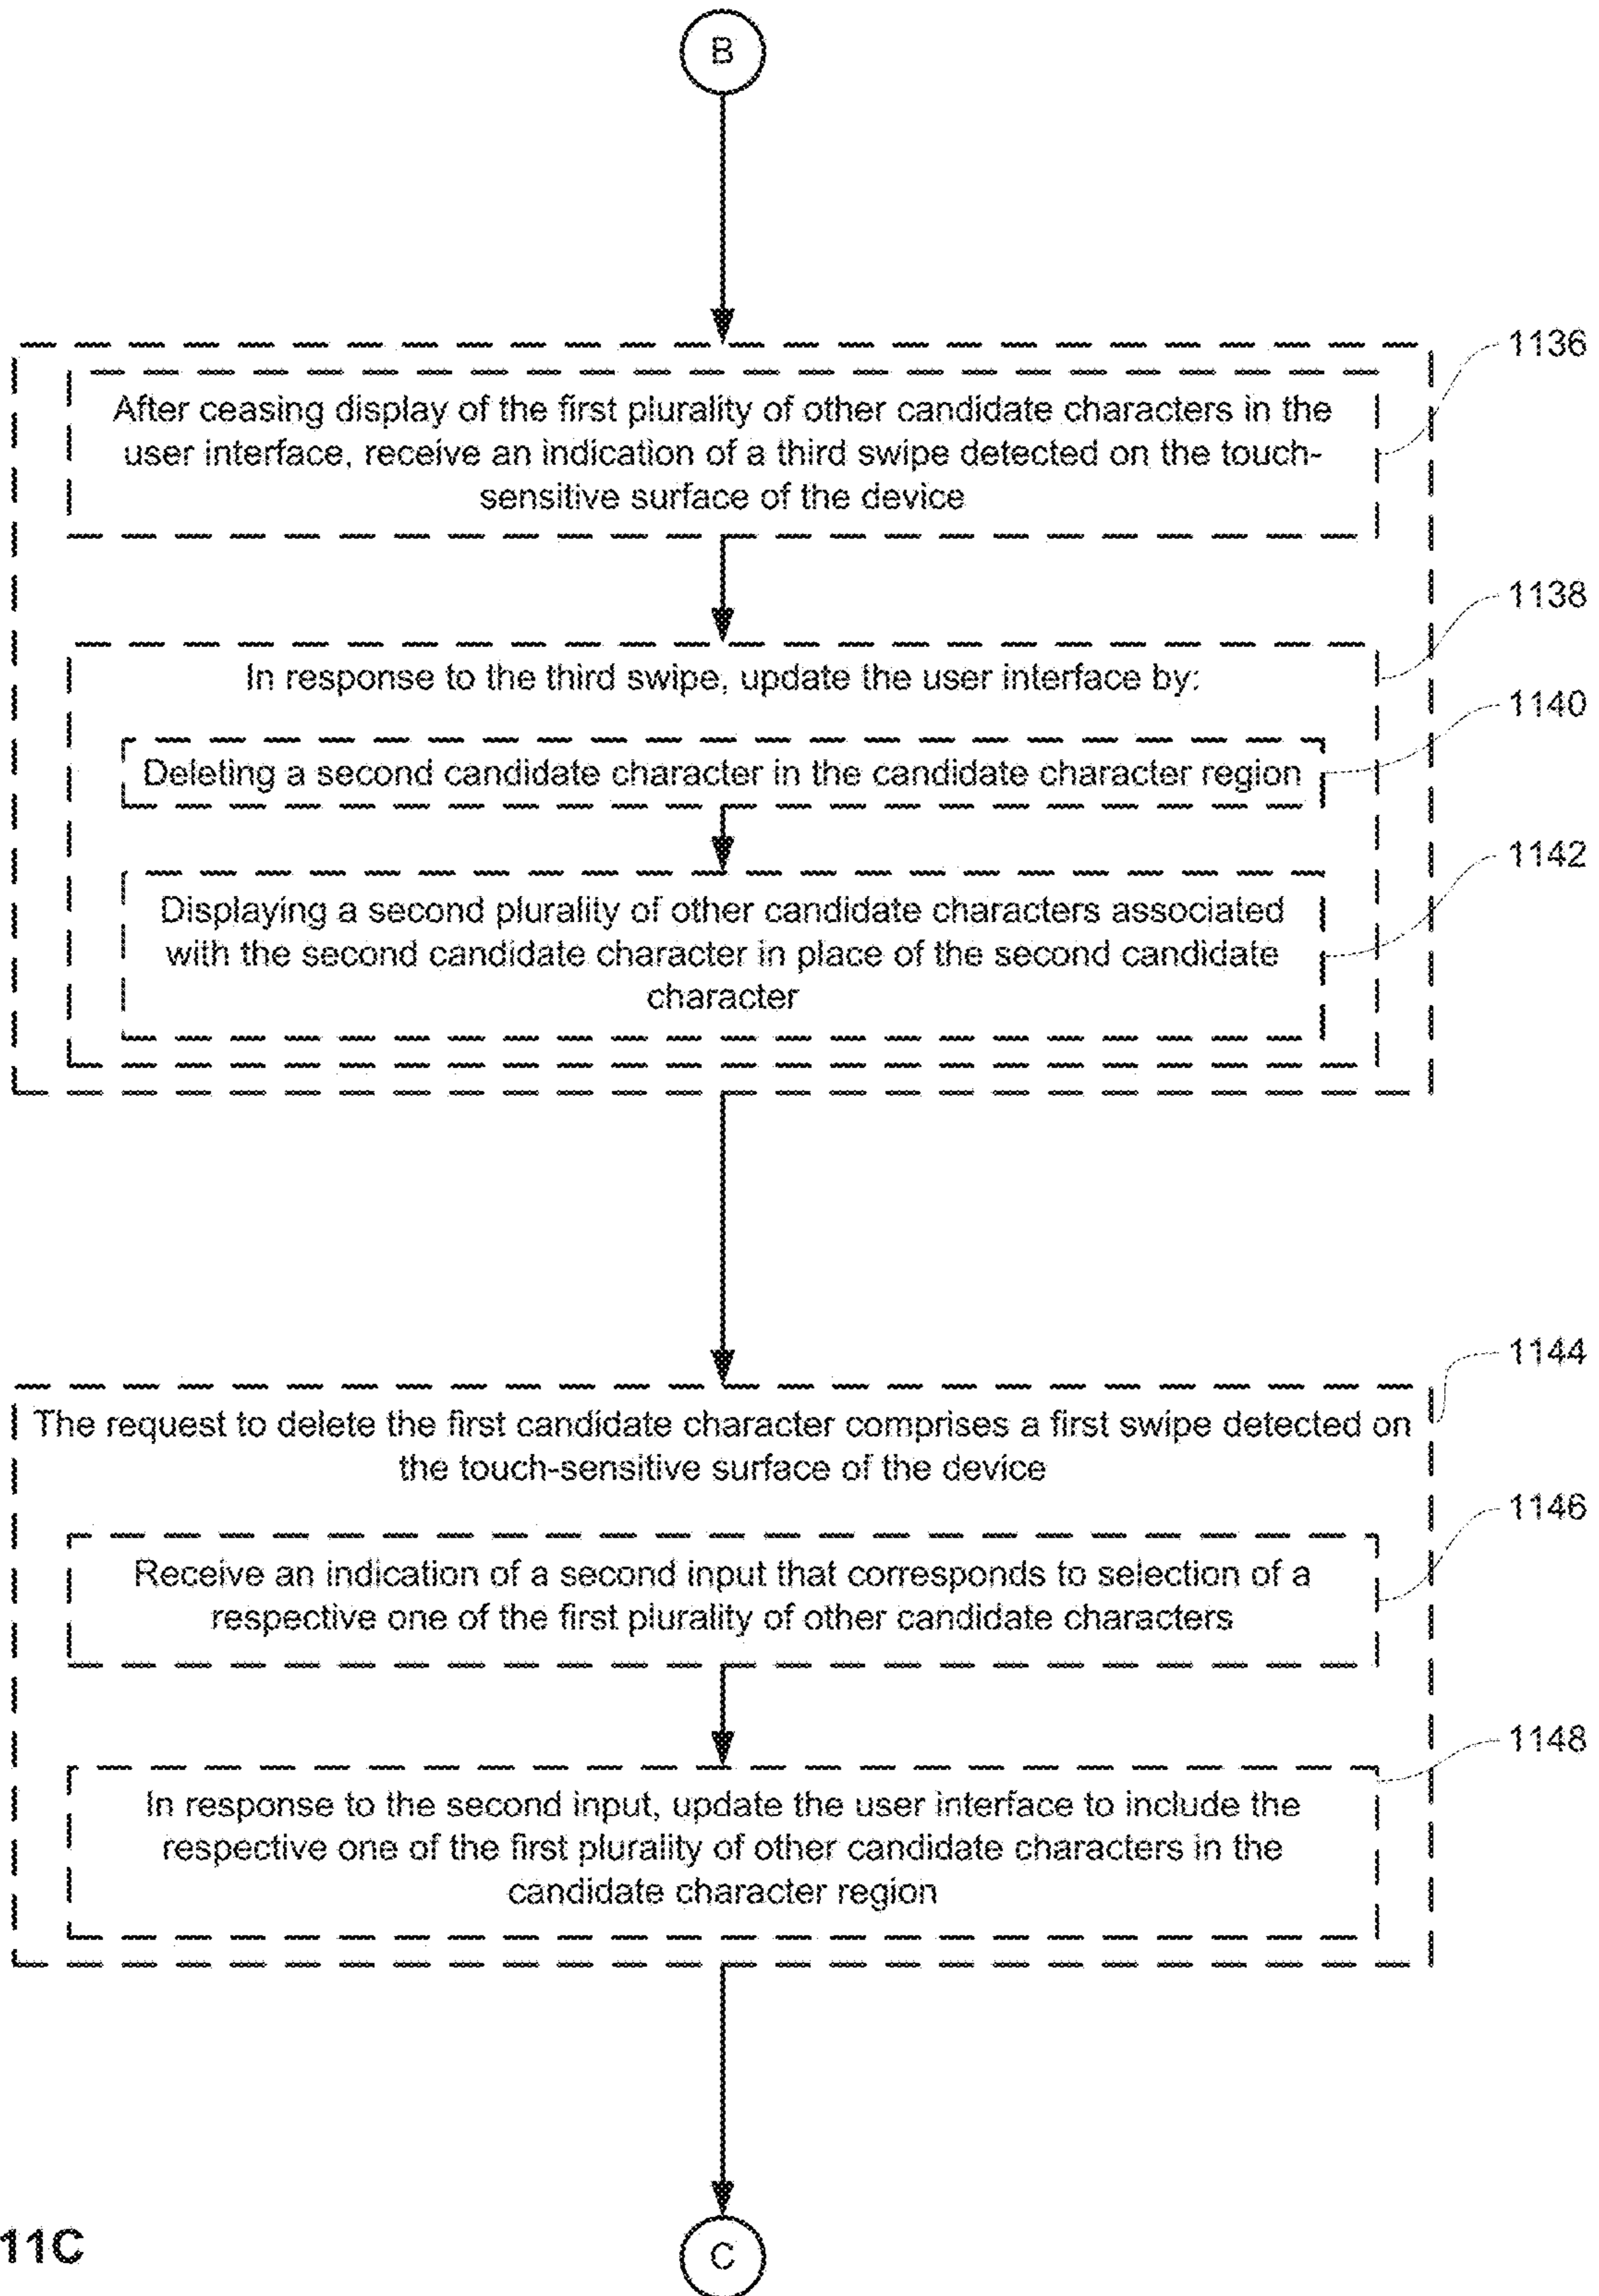 B
1136
After ceasing display of the first plurality of other candidate characters in the
user interface, receive an indication of a third swipe detected on the touch-
sensitive surface of the device
1138
In response to the third swipe, update the user interface by:
1140
Deleting a second candidate character in the candidate character region
1142
Displaying a second plurality of other candidate characters associated
with the second candidate character in place of the second candidate
character
1144
The request to delete the first candidate character comprises a first swipe detected on
the touch-sensitive surface of the device
1146
Receive an indication of a second input that corresponds to selection of a
respective one of the first plurality of other candidate characters
1148
In response to the second input, update the user interface to include the
respective one of the first plurality of other candidate characters in the
candidate character region
11C
C